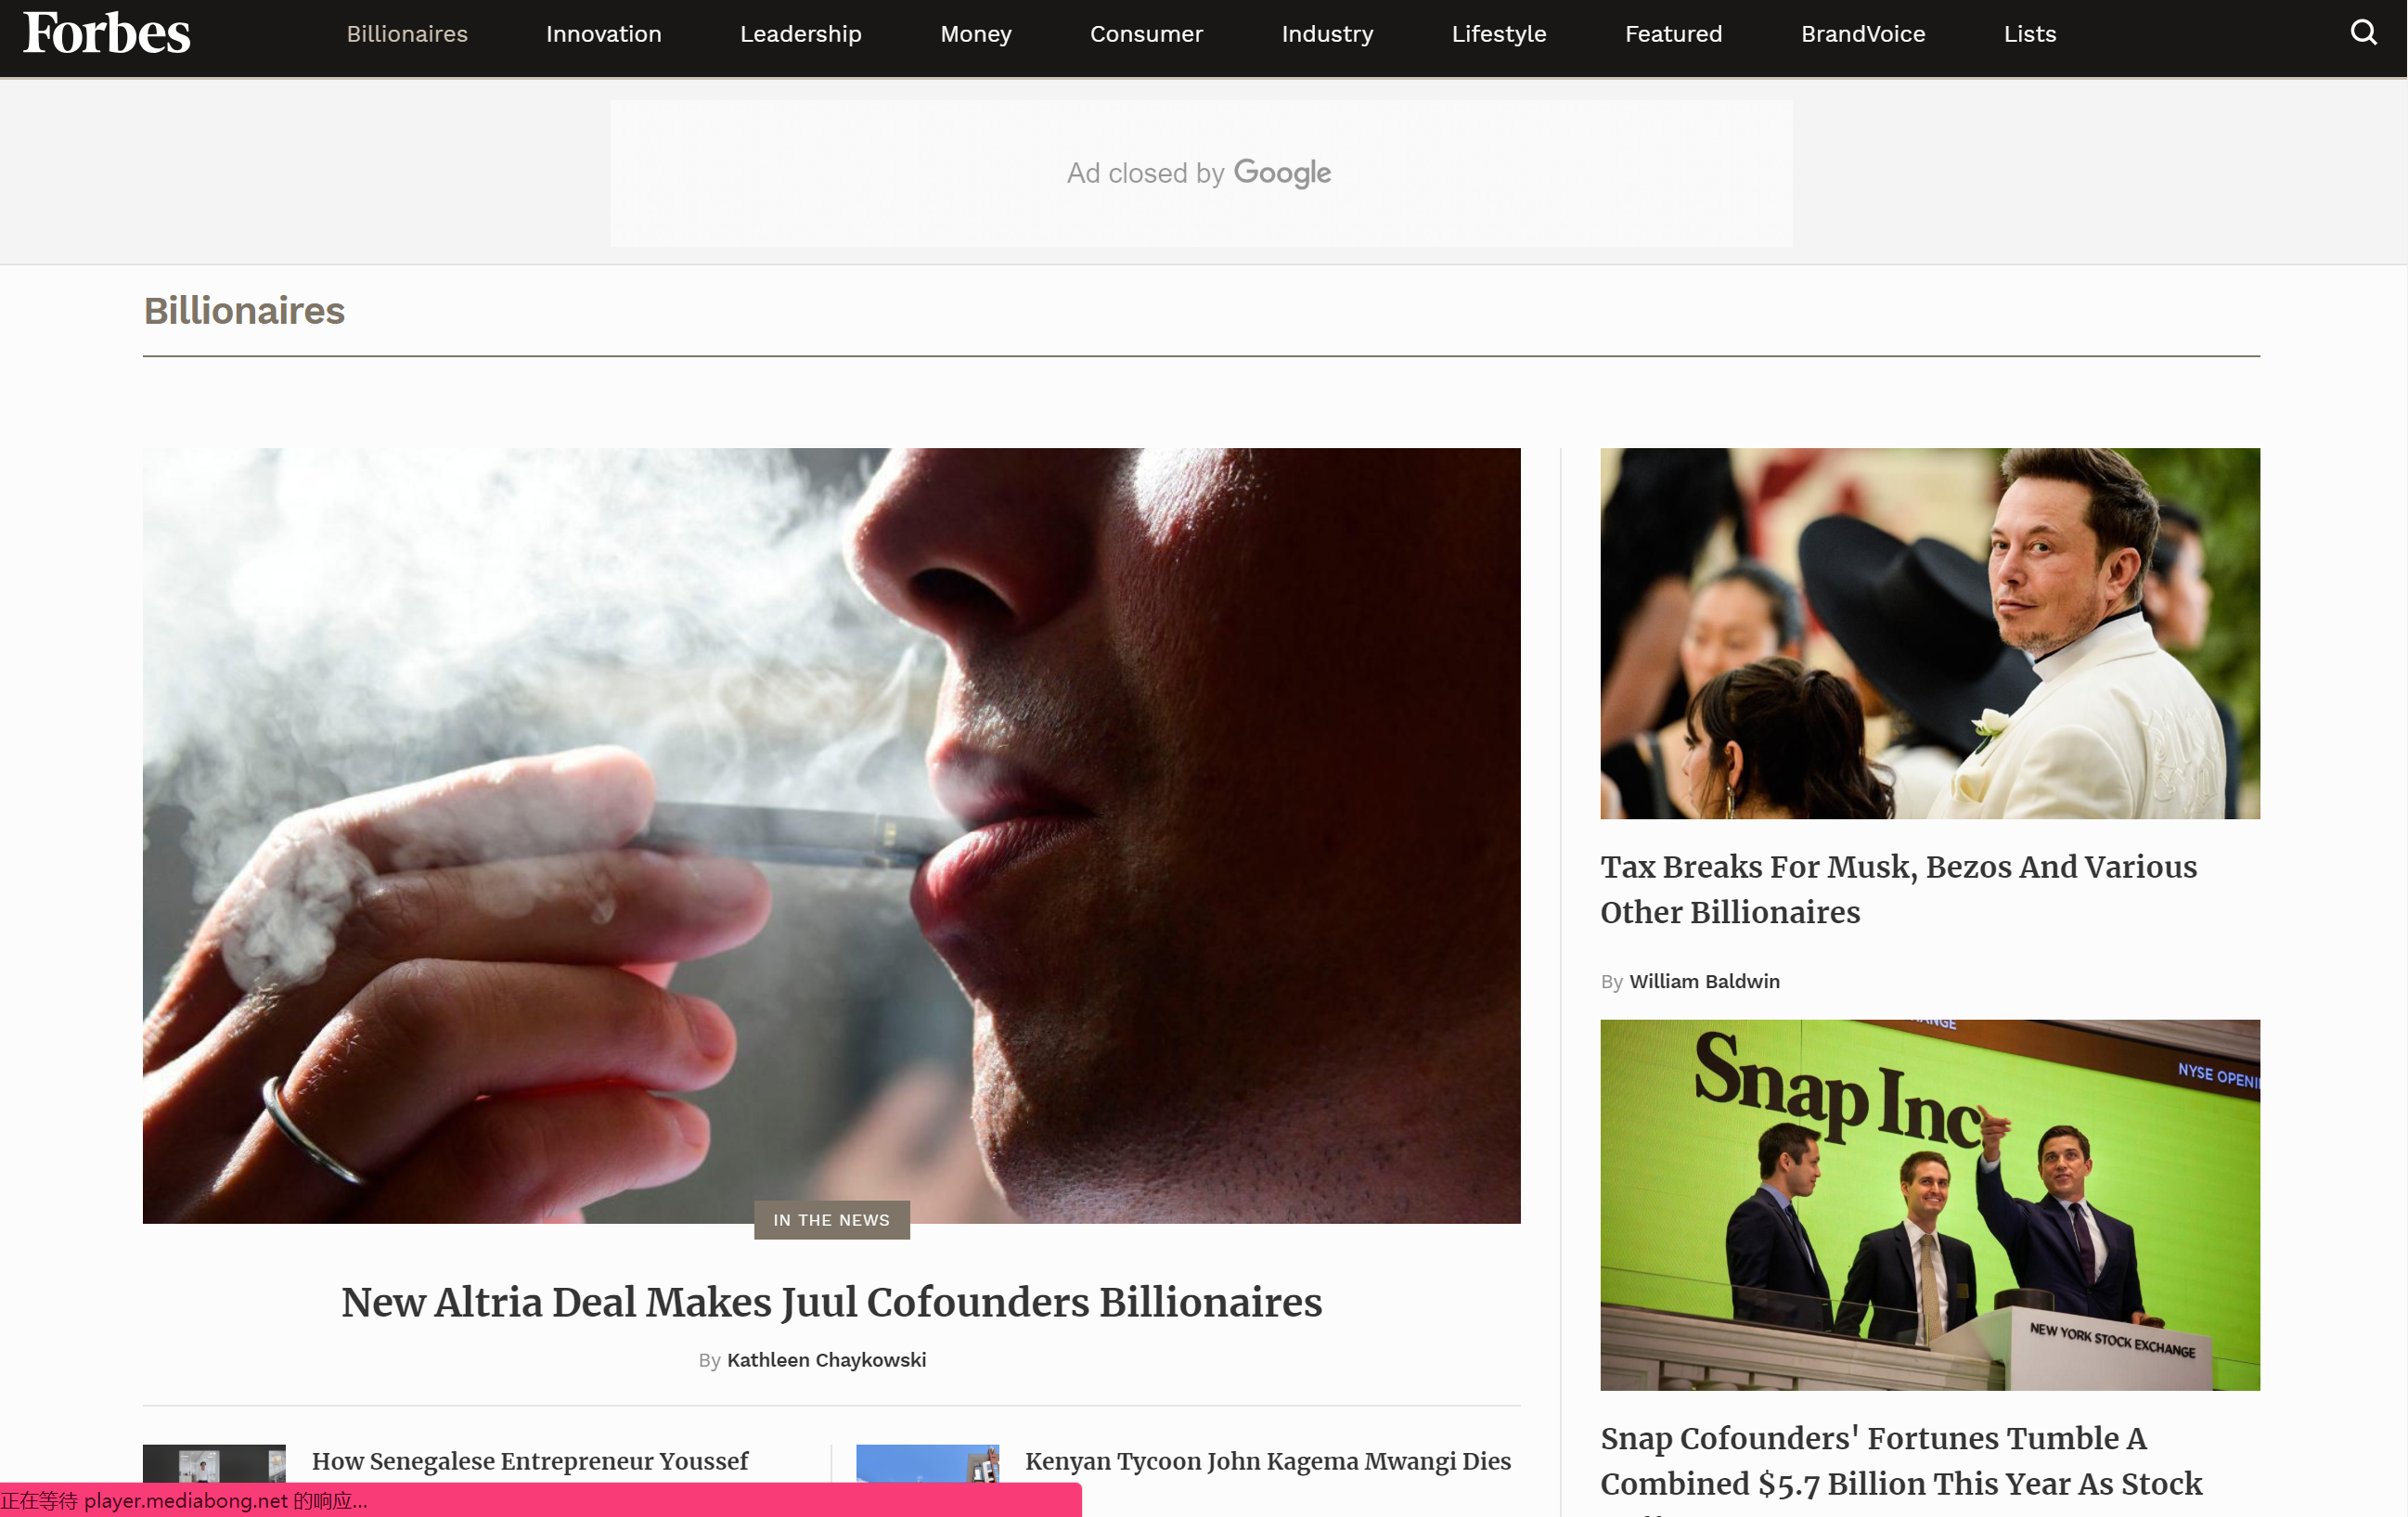 Forbes
Billionaires
Innovation
Leadership
Money
Consumer
Industry
Lifestyle
Featured
BrandVoice
Lists
Ad closed by Google
Billionaires
IN THE NEWS
New Altria Deal Makes Juul Cofounders Billionaires
By Kathleen Chaykowski
How Senegalese Entrepreneur Youssef
Kenyan Tycoon John Kagema Mwangi Dies
Tax Breaks For Musk, Bezos And Various
Other Billionaires
By William Baldwin
Snap Inc
NYSE
NEW YORK STOCK EXCHANGE
Snap Cofounders' Fortunes Tumble A
Combined $5.7 Billion This Year As Stock
正在等待 player.mediabong.net 的响应...